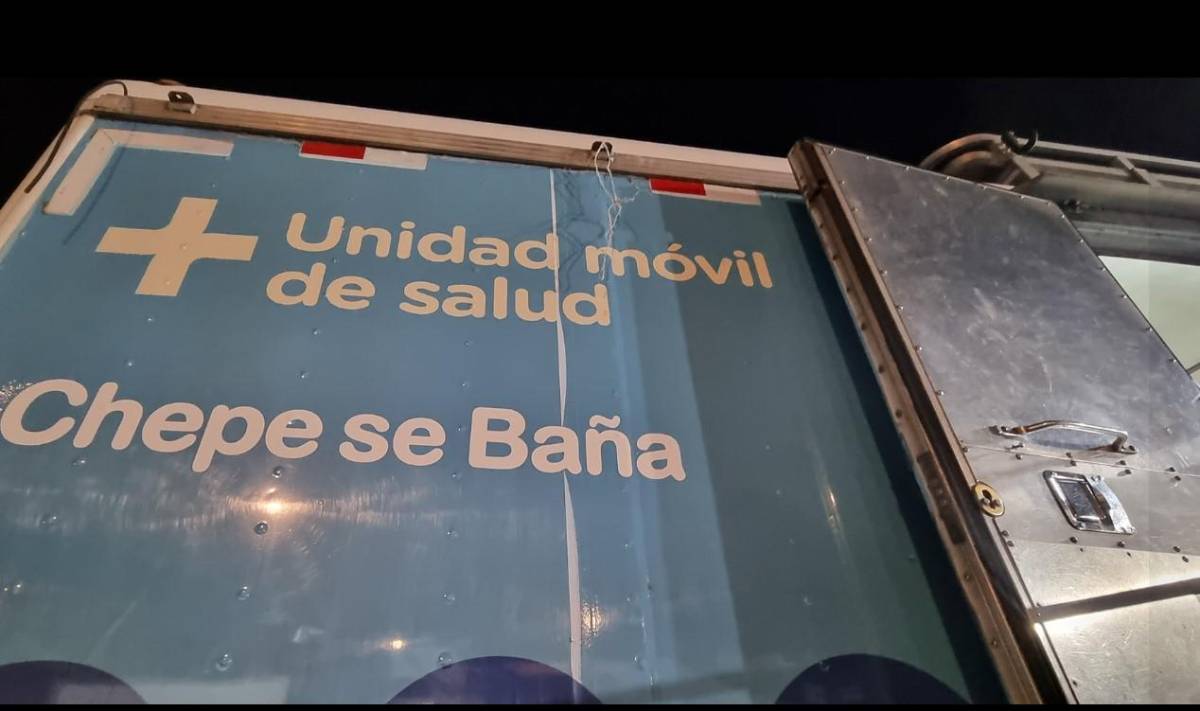 Unidad móvil
de salud
Chepe se Baña